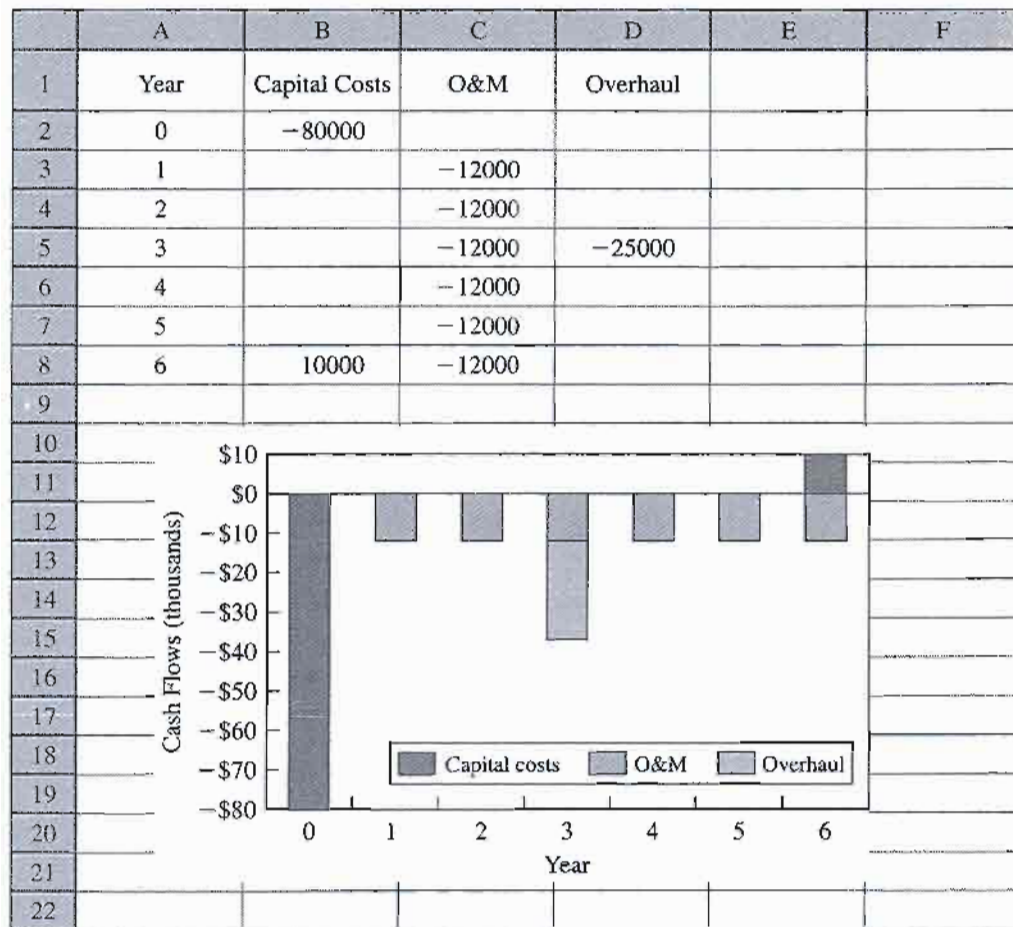 A B C D E F
1 Year Capital Costs O&M Overhaul
2 0 −80000
3 1 −12000
4 2 −12000
5 3 −12000 −25000
6 4 −12000
7 5 −12000
8 6 10000 −12000
9
10
11
12
13
14
15
16
17
18
19
20
21
22
Cash Flows (thousands)
$10
$0
−$10
−$20
−$30
−$40
−$50
−$60
−$70
−$80
Capital costs O&M Overhaul
0 1 2 3 4 5 6
Year